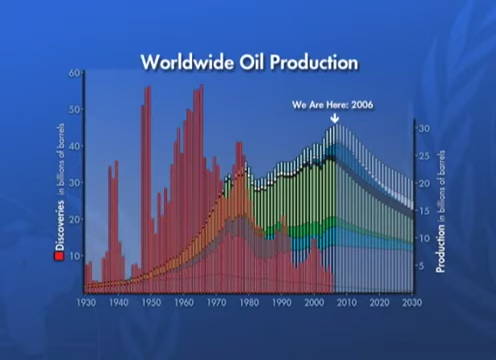 Worldwide Oil Production
We Are Here: 2006
60
50
40
30
20
10
Discoveries in billions of barrels
30
25
20
15
10
5
Production in billions of barrels
1930 1940 1950 1960 1970 1980 1990 2000 2010 2020 2030